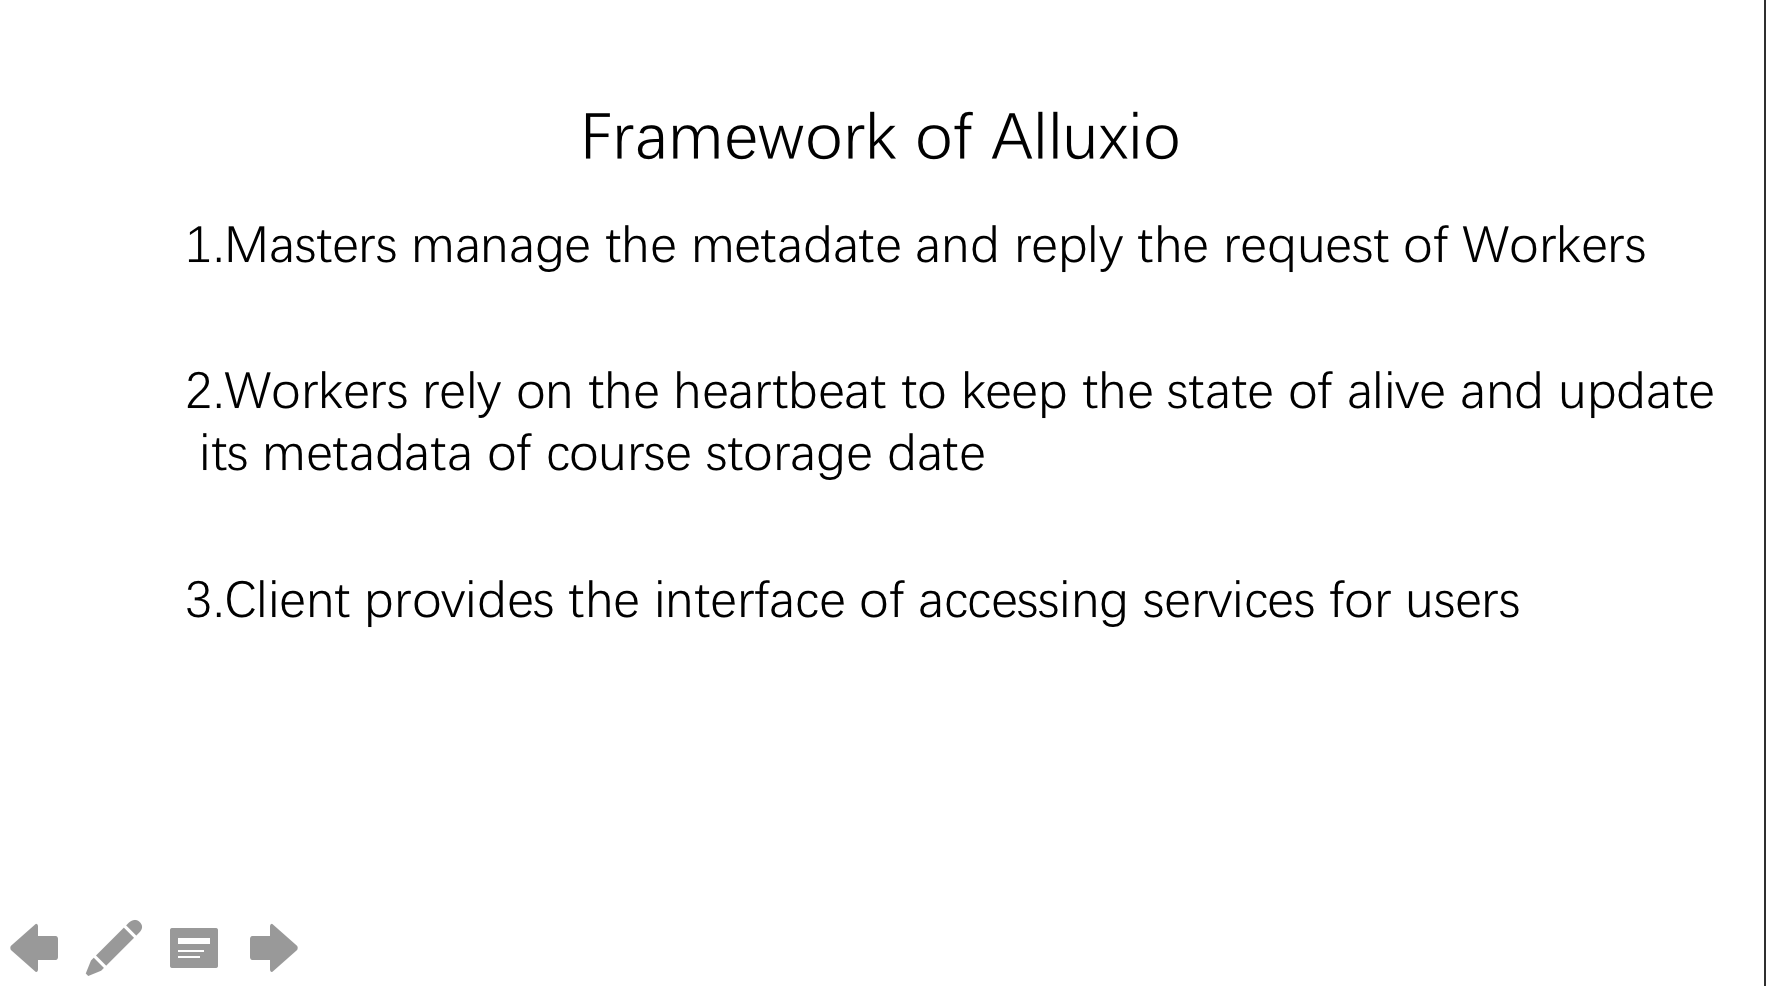 Framework of Alluxio
1.Masters manage the metadate and reply the request of Workers
2.Workers rely on the heartbeat to keep the state of alive and update
its metadata of course storage date
3.Client provides the interface of accessing services for users